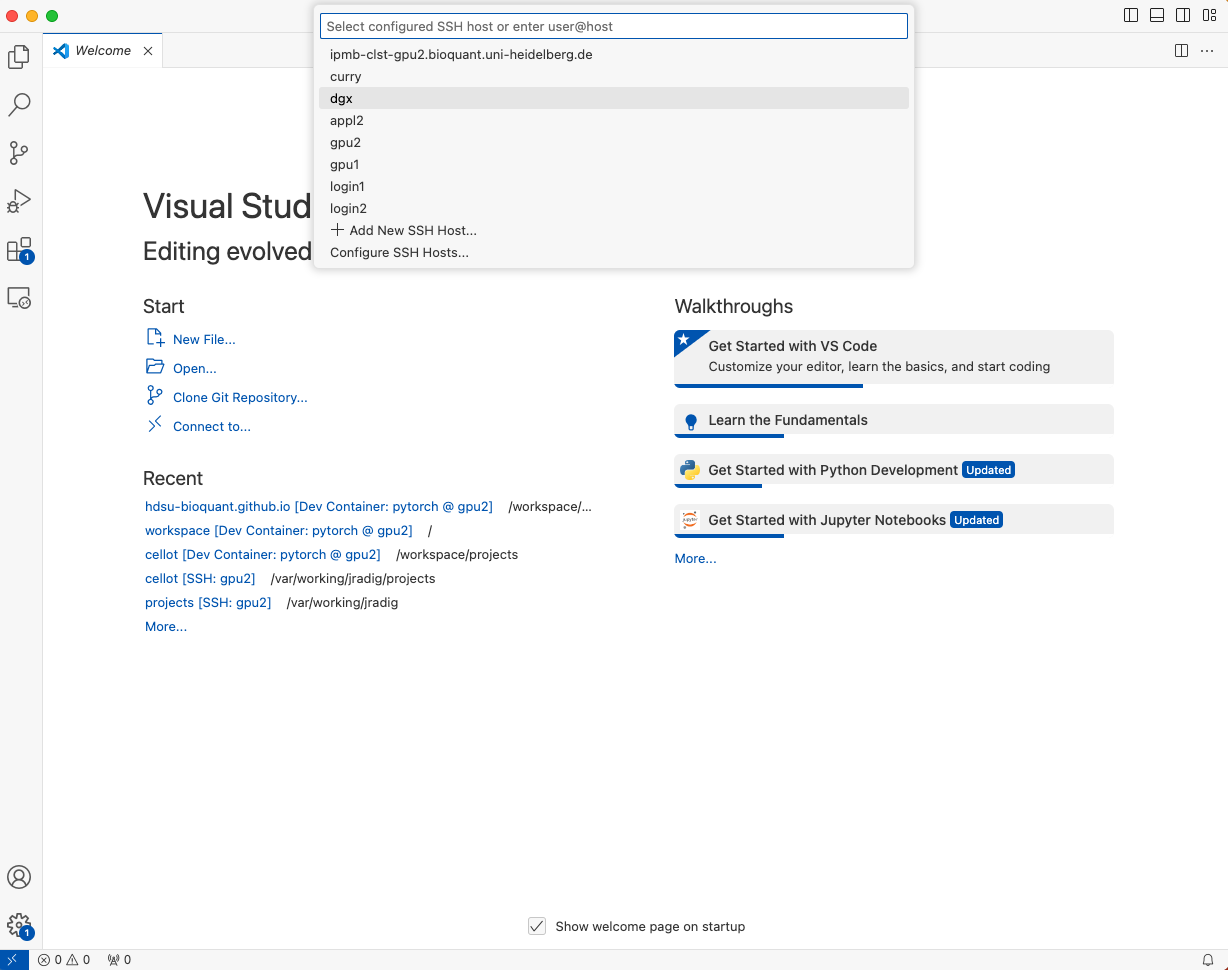 Select configured SSH host or enter user@host
ipmb-clst-gpu2.bioquant.uni-heidelberg.de
curry
dgx
appl2
gpu2
gpu1
login1
login2
Add New SSH Host...
Configure SSH Hosts...
Welcome
1
Visual Stud
Editing evolved
Start
New File...
Open...
Clone Git Repository...
Connect to...
Recent
hdsu-bioquant.github.io [Dev Container: pytorch @ gpu2] /workspace/...
workspace [Dev Container: pytorch @ gpu2] /
cellot [Dev Container: pytorch @ gpu2] /workspace/projects
cellot [SSH: gpu2] /var/working/jradig/projects
projects [SSH: gpu2] /var/working/jradig
More...
Walkthroughs
Get Started with VS Code
Customize your editor, learn the basics, and start coding
Learn the Fundamentals
Get Started with Python Development Updated
jupyter
Get Started with Jupyter Notebooks Updated
More...
Show welcome page on startup
1
0 0 0